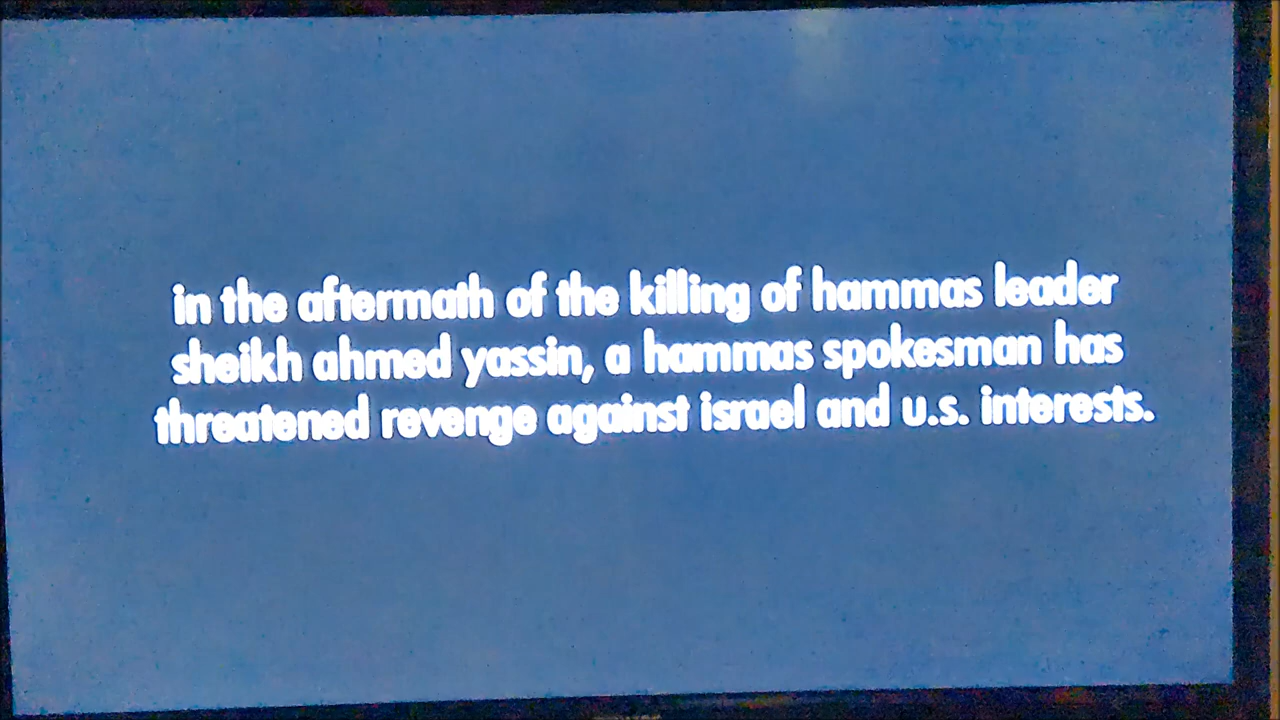 in the aftermath of the killing of hammas leader
sheikh ahmed yassin, a hammas spokesman has
threatened revenge against israel and u.s. interests.